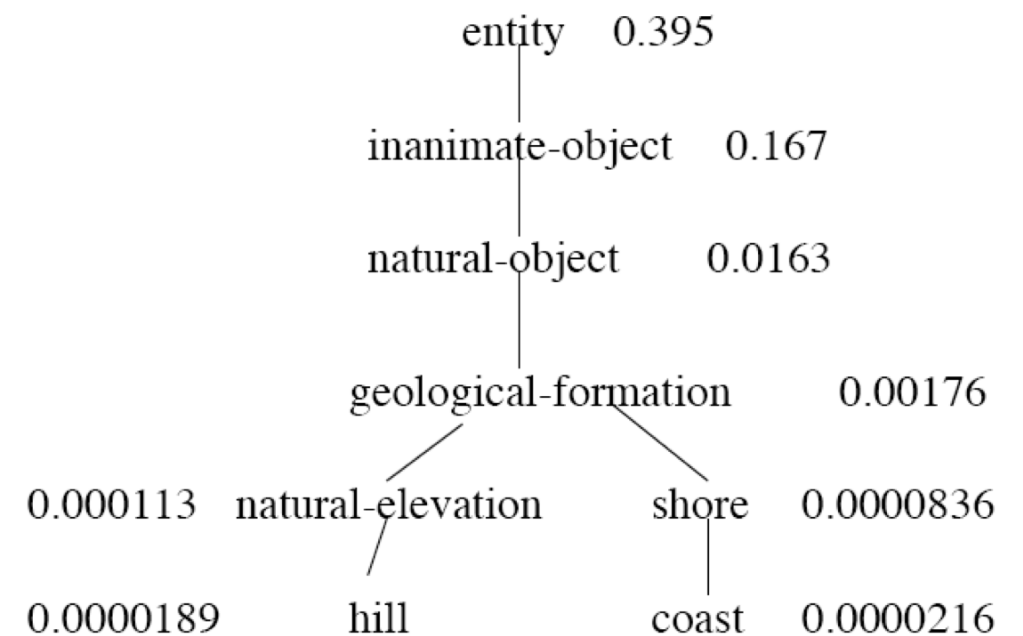 entity 0.395
inanimate-object 0.167
natural-object 0.0163
geological-formation 0.00176
0.000113 natural-elevation shore 0.0000836
0.0000189 hill coast 0.0000216